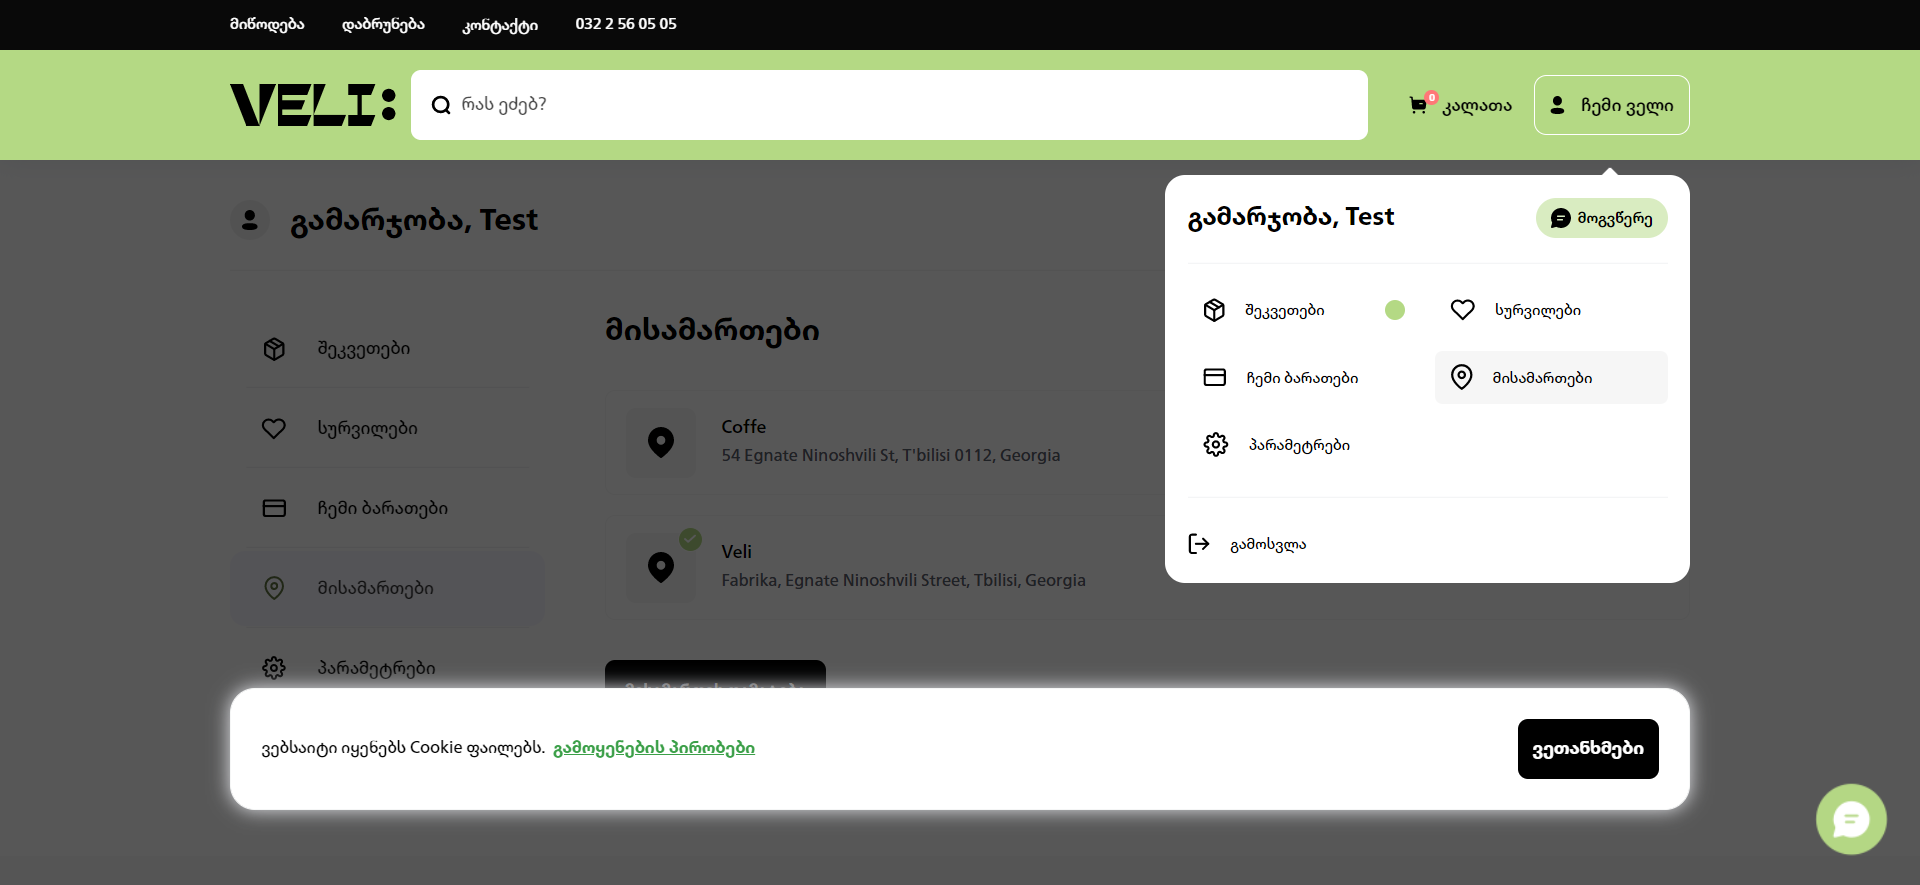 მიწოდება
დაბრუნება
კონტაქტი
032 2 56 05 05
VELI:
რას ეძებ?
0
კალათა
ჩემი ველი
გამარჯობა, Test
შეკვეთები
სურვილები
ჩემი ბარათები
მისამართები
პარამეტრები
მისამართები
Coffe
54 Egnate Ninoshvili St, T'bilisi 0112, Georgia
Veli
Fabrika, Egnate Ninoshvili Street, Tbilisi, Georgia
გამარჯობა, Test
მოგვწერე
შეკვეთები
სურვილები
ჩემი ბარათები
მისამართები
პარამეტრები
გამოსვლა
ვებსაიტი იყენებს Cookie ფაილებს. გამოყენების პირობები
ვეთანხმები